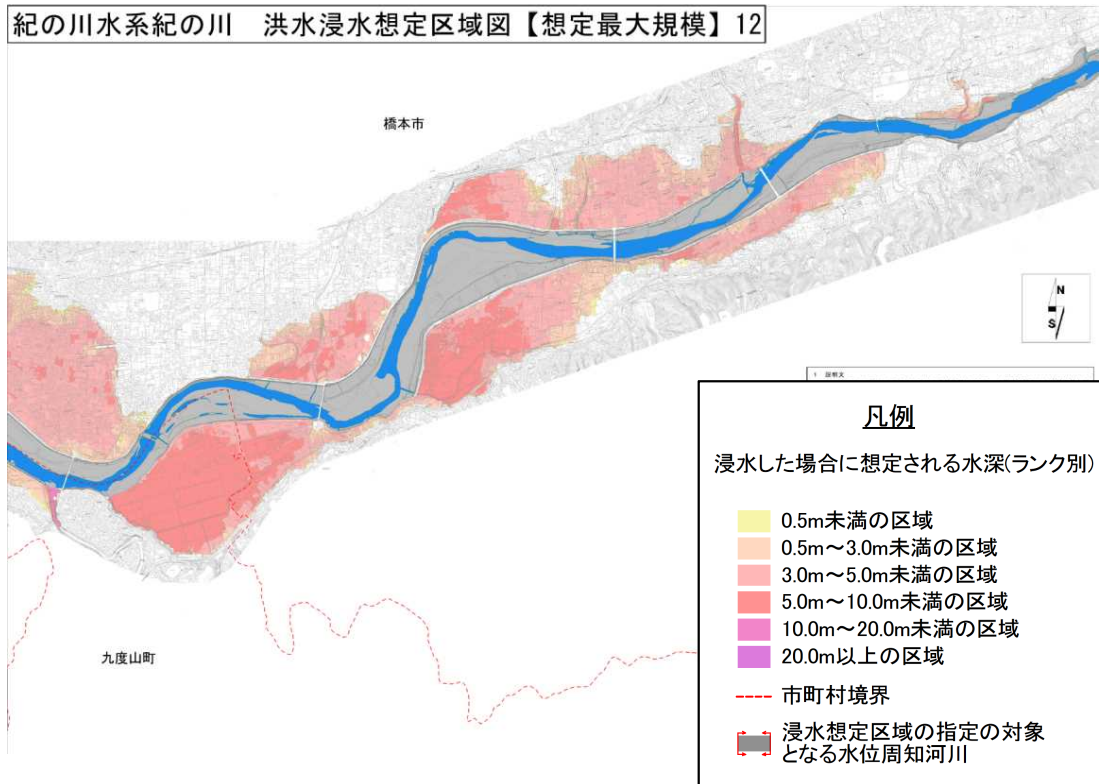 紀の川水系紀の川　洪水浸水想定区域図【想定最大規模】12
橋本市
N
S
1 説明文
凡例
浸水した場合に想定される水深(ランク別)
0.5m未満の区域
0.5m～3.0m未満の区域
3.0m～5.0m未満の区域
5.0m～10.0m未満の区域
10.0m～20.0m未満の区域
20.0m以上の区域
市町村境界
浸水想定区域の指定の対象
となる水位周知河川
九度山町